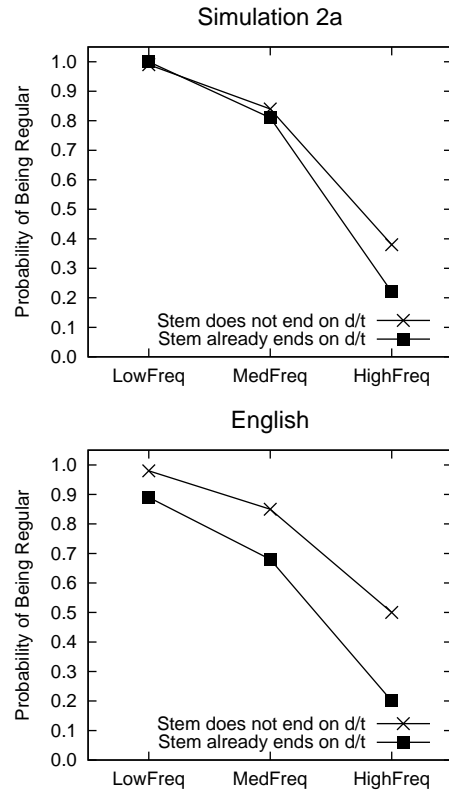 Simulation 2a
Probability of Being Regular
1.0
0.9
0.8
0.7
0.6
0.5
0.4
0.3
0.2
0.1
0.0
Stem does not end on d/t
Stem already ends on d/t
LowFreq MedFreq HighFreq
English
Probability of Being Regular
1.0
0.9
0.8
0.7
0.6
0.5
0.4
0.3
0.2
0.1
0.0
Stem does not end on d/t
Stem already ends on d/t
LowFreq MedFreq HighFreq